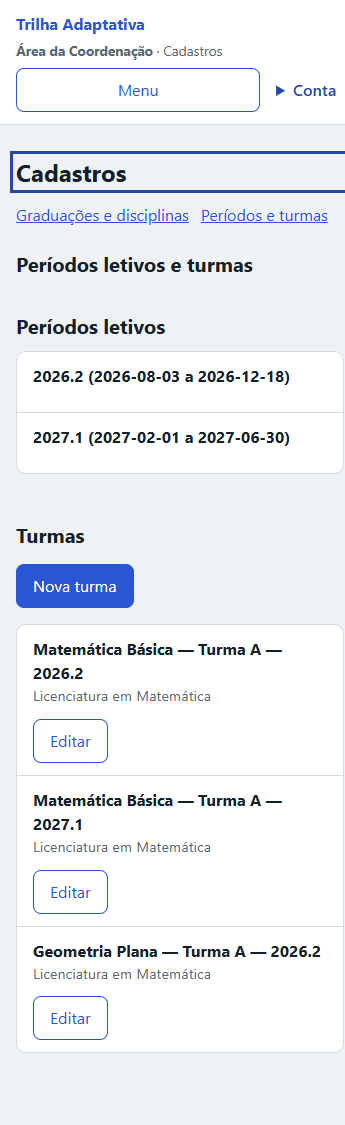 Trilha Adaptativa
Área da Coordenação · Cadastros
Menu
▶ Conta
Cadastros
Graduações e disciplinas Períodos e turmas
Períodos letivos e turmas
Períodos letivos
2026.2 (2026-08-03 a 2026-12-18)
2027.1 (2027-02-01 a 2027-06-30)
Turmas
Nova turma
Matemática Básica — Turma A —
2026.2
Licenciatura em Matemática
Editar
Matemática Básica — Turma A —
2027.1
Licenciatura em Matemática
Editar
Geometria Plana — Turma A — 2026.2
Licenciatura em Matemática
Editar